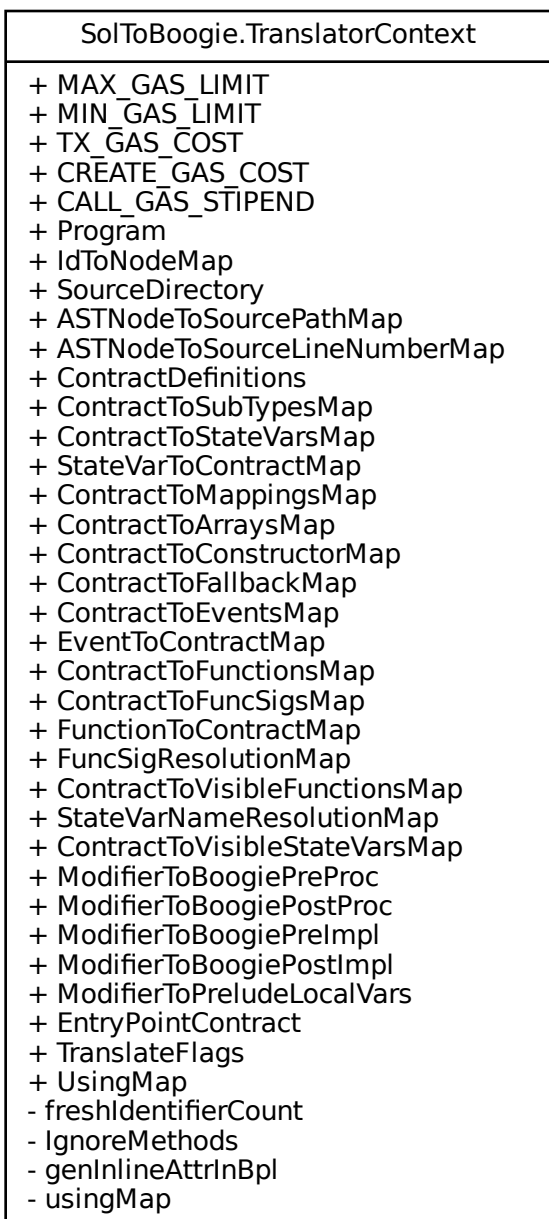 SolToBoogie.TranslatorContext
+ MAX_GAS_LIMIT
+ MIN_GAS_LIMIT
+ TX_GAS_COST
+ CREATE_GAS_COST
+ CALL_GAS_STIPEND
+ Program
+ IdToNodeMap
+ SourceDirectory
+ ASTNodeToSourcePathMap
+ ASTNodeToSourceLineNumberMap
+ ContractDefinitions
+ ContractToSubTypesMap
+ ContractToStateVarsMap
+ StateVarToContractMap
+ ContractToMappingsMap
+ ContractToArraysMap
+ ContractToConstructorMap
+ ContractToFallbackMap
+ ContractToEventsMap
+ EventToContractMap
+ ContractToFunctionsMap
+ ContractToFuncSigsMap
+ FunctionToContractMap
+ FuncSigResolutionMap
+ ContractToVisibleFunctionsMap
+ StateVarNameResolutionMap
+ ContractToVisibleStateVarsMap
+ ModifierToBoogiePreProc
+ ModifierToBoogiePostProc
+ ModifierToBoogiePreImpl
+ ModifierToBoogiePostImpl
+ ModifierToPreludeLocalVars
+ EntryPointContract
+ TranslateFlags
+ UsingMap
- freshIdentifierCount
- IgnoreMethods
- genInlineAttrInBpl
- usingMap